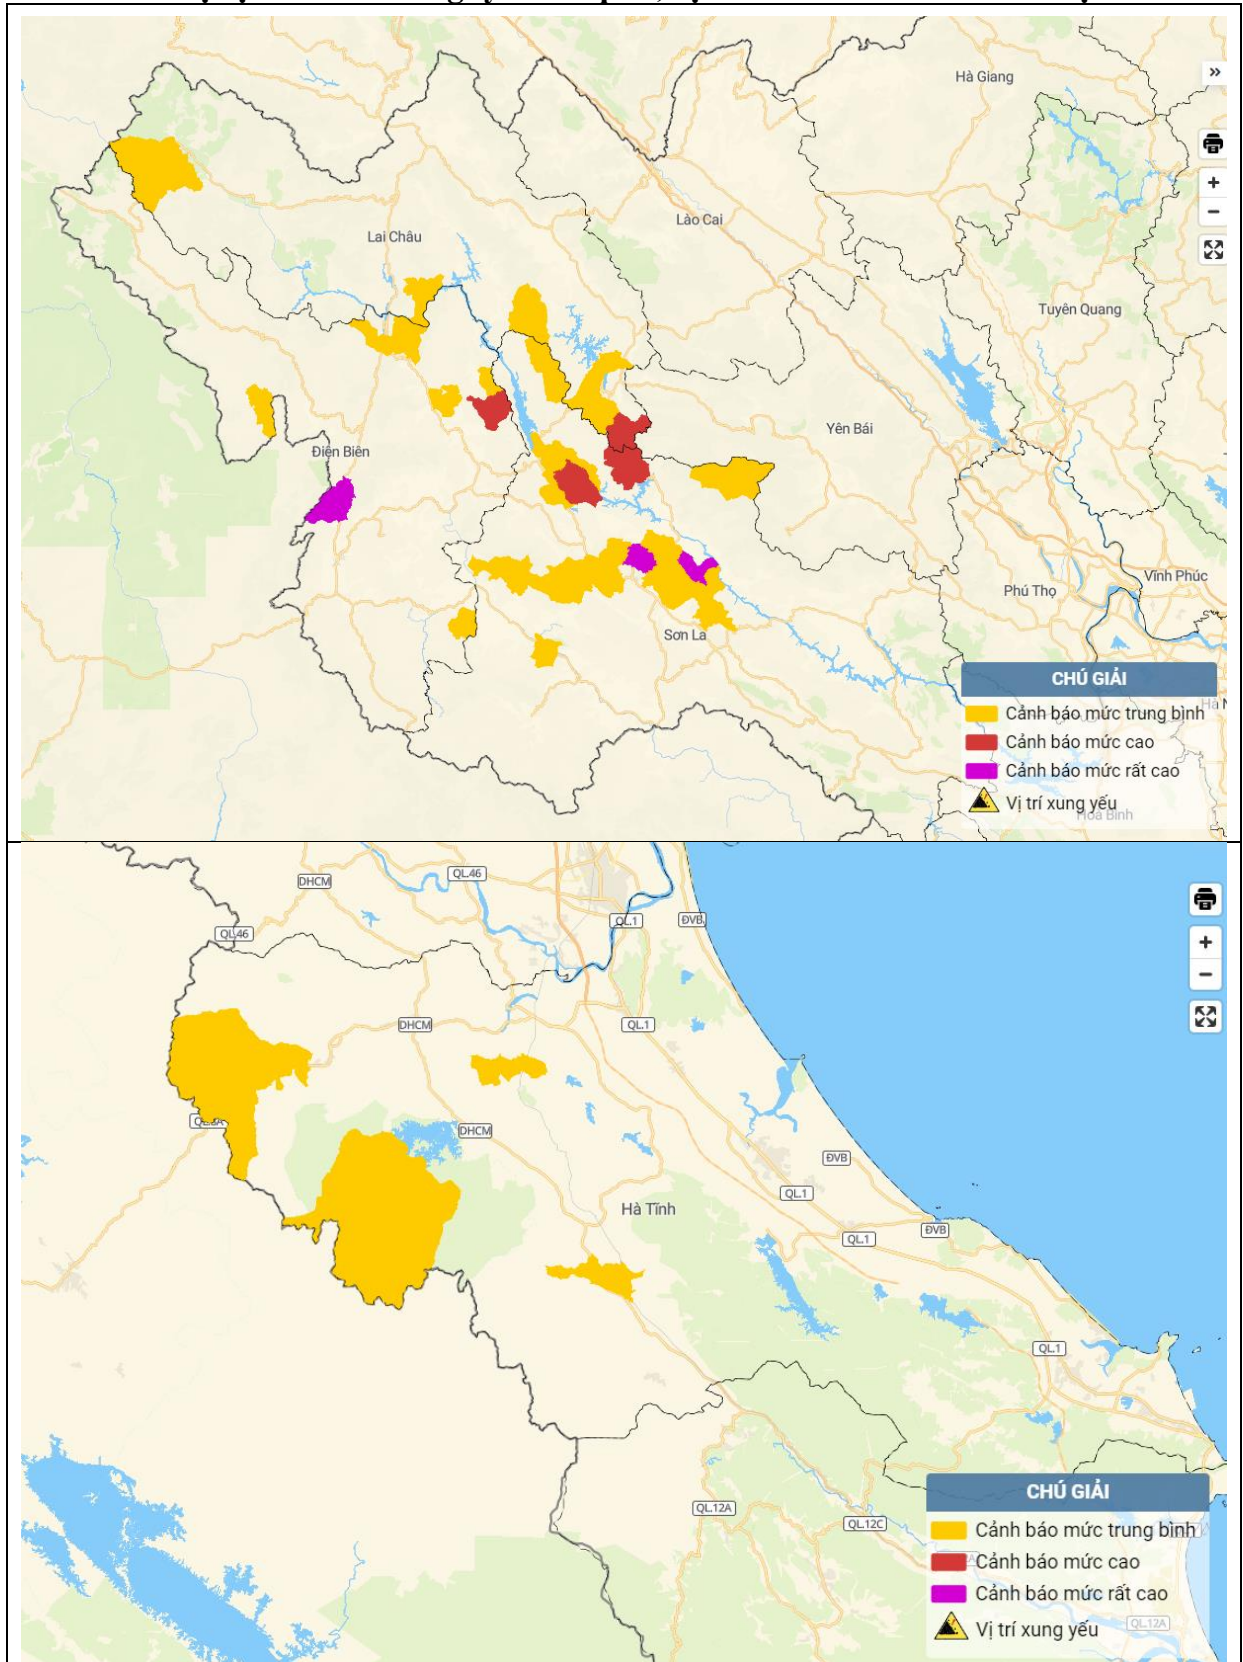 »
Hà Giang
+
−
Lào Cai
Lai Châu
Tuyên Quang
Yên Bái
Điện Biên
Vĩnh Phúc
Phú Thọ
Sơn La
CHÚ GIẢI
Hà N
Cảnh báo mức trung bình
Cảnh báo mức cao
Cảnh báo mức rất cao
Vị trí xung yếu
Hoà Bình
QL.46
DHCM
QL.1
ĐVB
QL.46
+
−
DHCM
QL.1
QL.8A
DHCM
ĐVB
QL.1
Hà Tĩnh
ĐVB
QL.1
QL.1
CHÚ GIẢI
QL.12A
QL.12C
Cảnh báo mức trung bình
Cảnh báo mức cao
Cảnh báo mức rất cao
QL.12A
Vị trí xung yếu